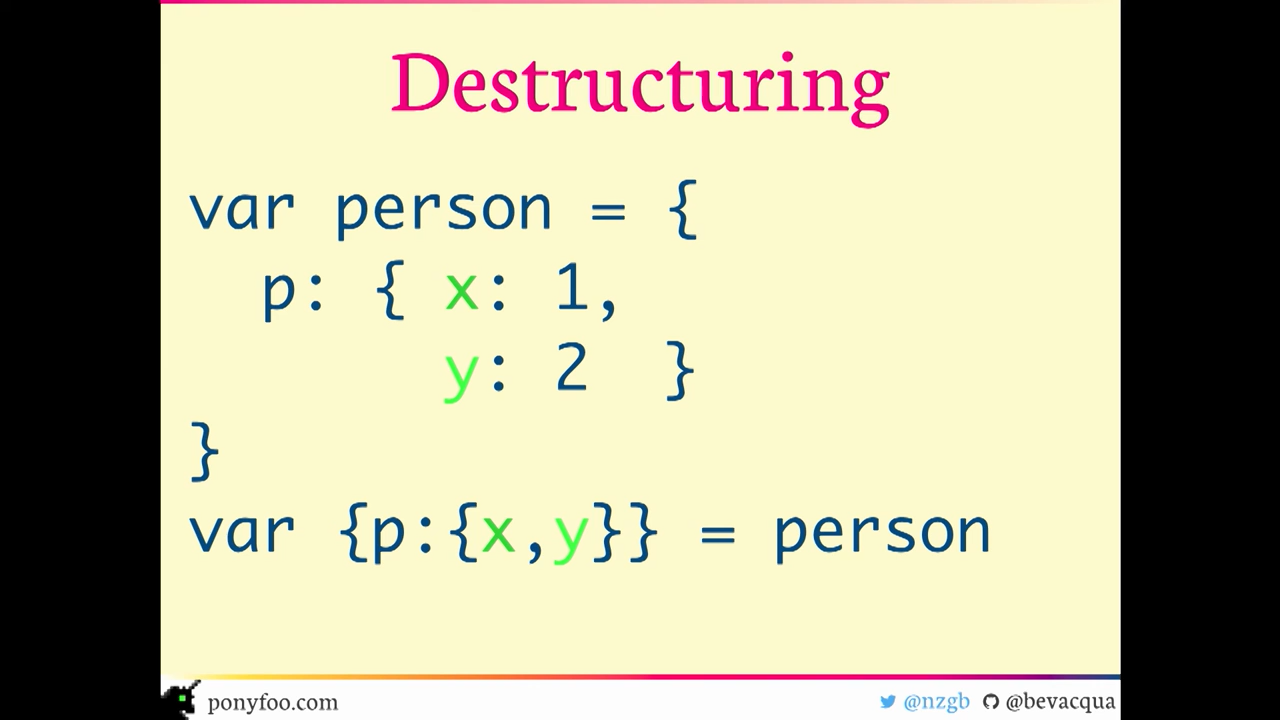 Destructuring
var person = {
  p: { x: 1,
       y: 2  }
}
var {p:{x,y}} = person
ponyfoo.com
@nzgb @bevacqua